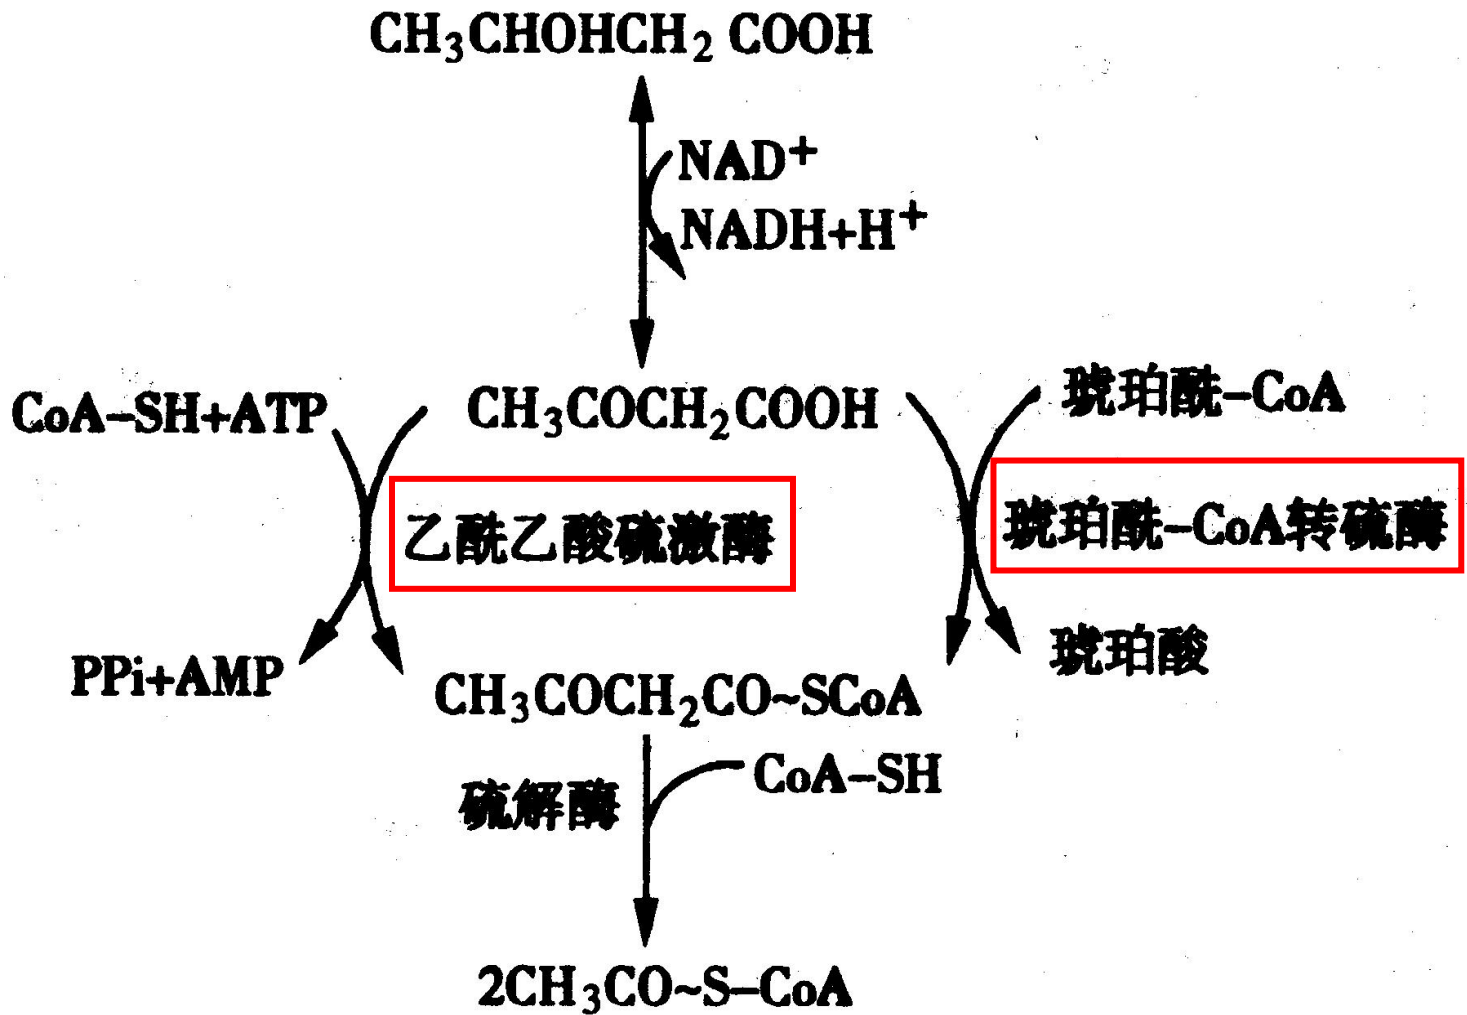 CH₃CHOHCH₂ COOH
NAD⁺
NADH+H⁺
CoA-SH+ATP
CH₃COCH₂COOH
琥珀酰-CoA
乙酰乙酸硫激酶
琥珀酰-CoA转硫酶
PPi+AMP
琥珀酸
CH₃COCH₂CO~SCoA
硫解酶
CoA-SH
2CH₃CO~S-CoA